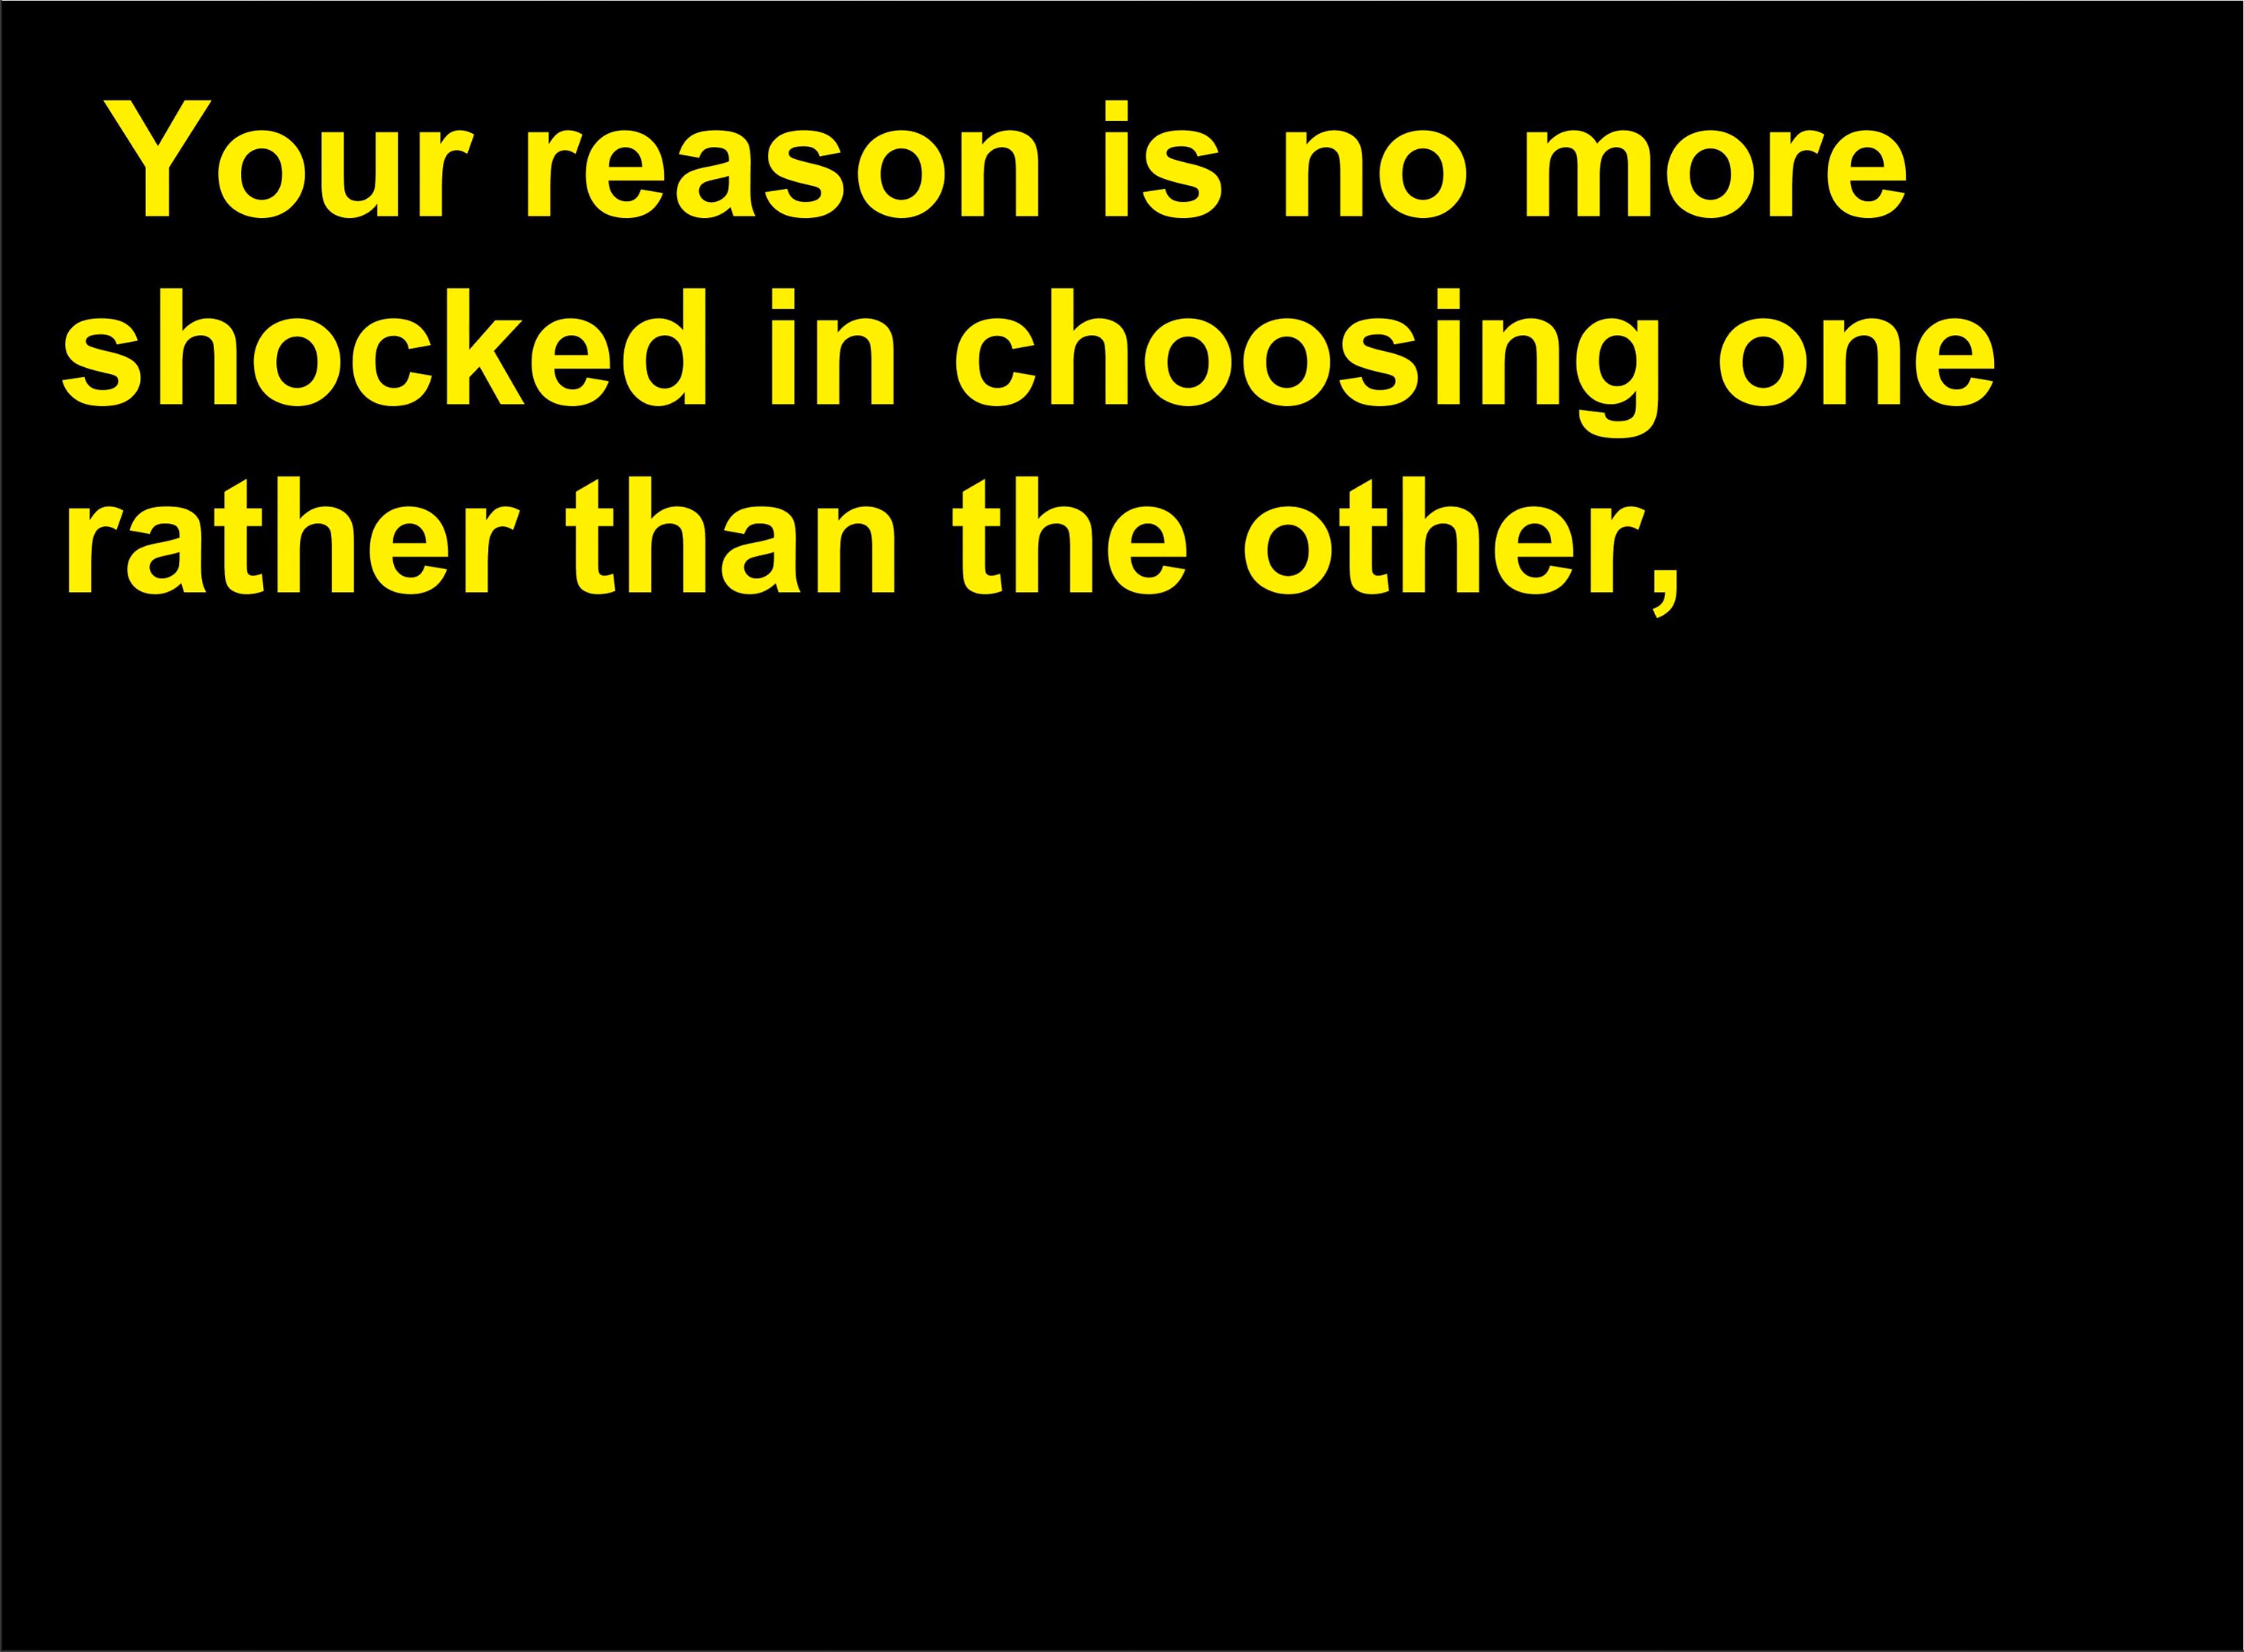 Your reason is no more
shocked in choosing one
rather than the other,